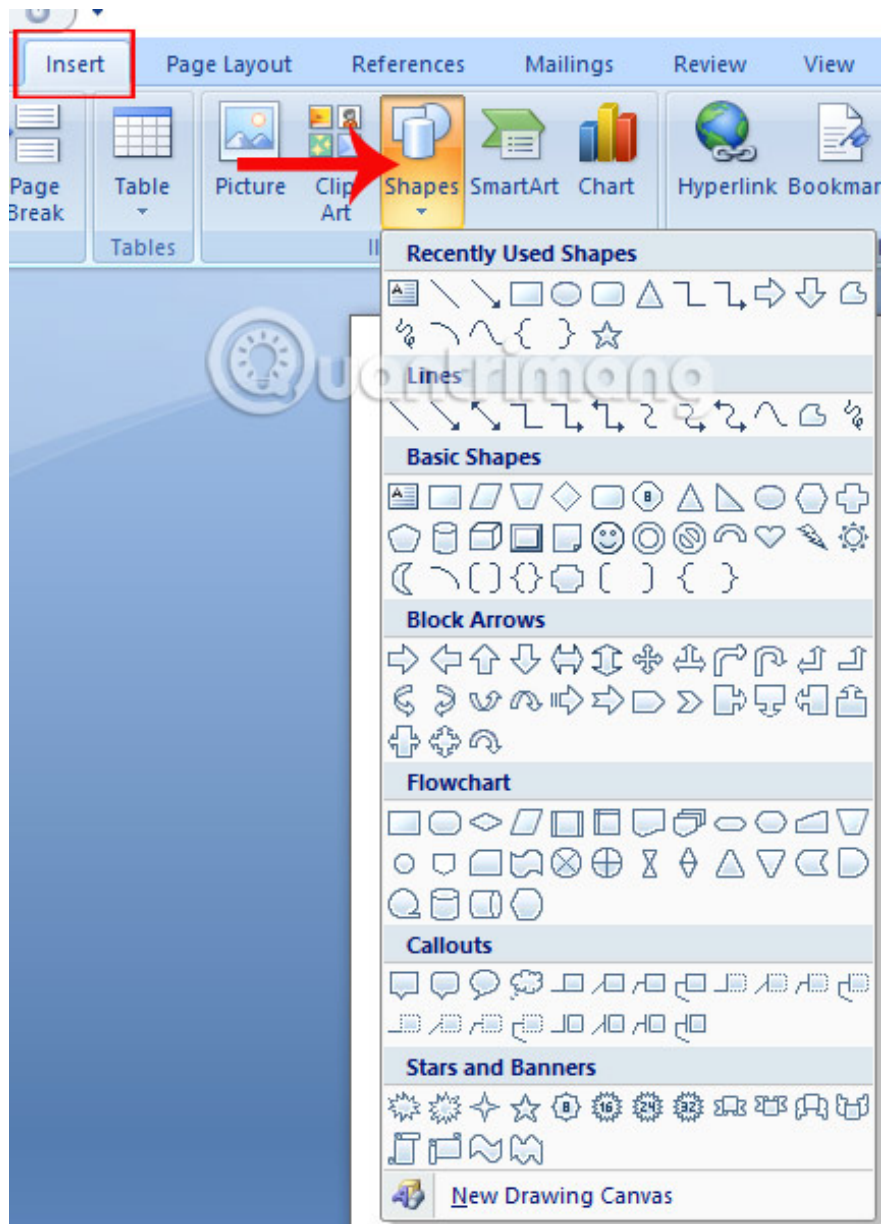 Insert Page Layout References Mailings Review View
Page Break Table Picture Clip Art Shapes SmartArt Chart Hyperlink
Tables
Recently Used Shapes
Quantrimang
Lines
Basic Shapes
Block Arrows
Flowchart
Callouts
Stars and Banners
New Drawing Canvas